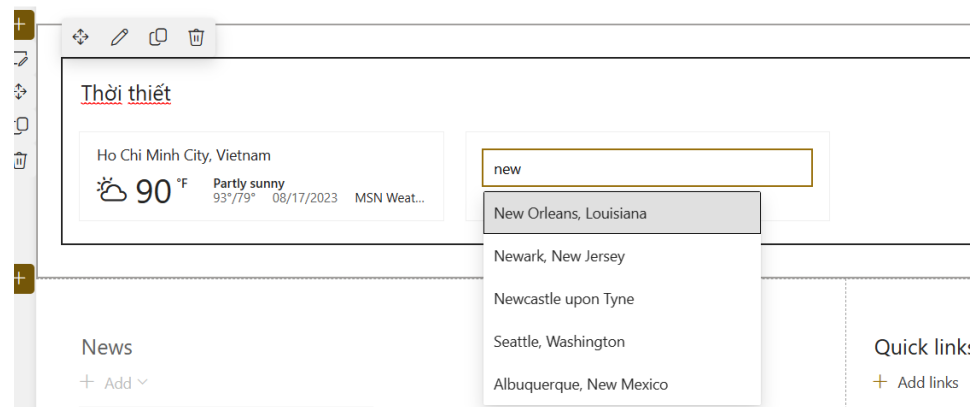 Thời thiết
Ho Chi Minh City, Vietnam
90 °F
Partly sunny
93°/79° 08/17/2023 MSN Weat...
new
New Orleans, Louisiana
Newark, New Jersey
Newcastle upon Tyne
Seattle, Washington
Albuquerque, New Mexico
News
+ Add
Quick links
+ Add links